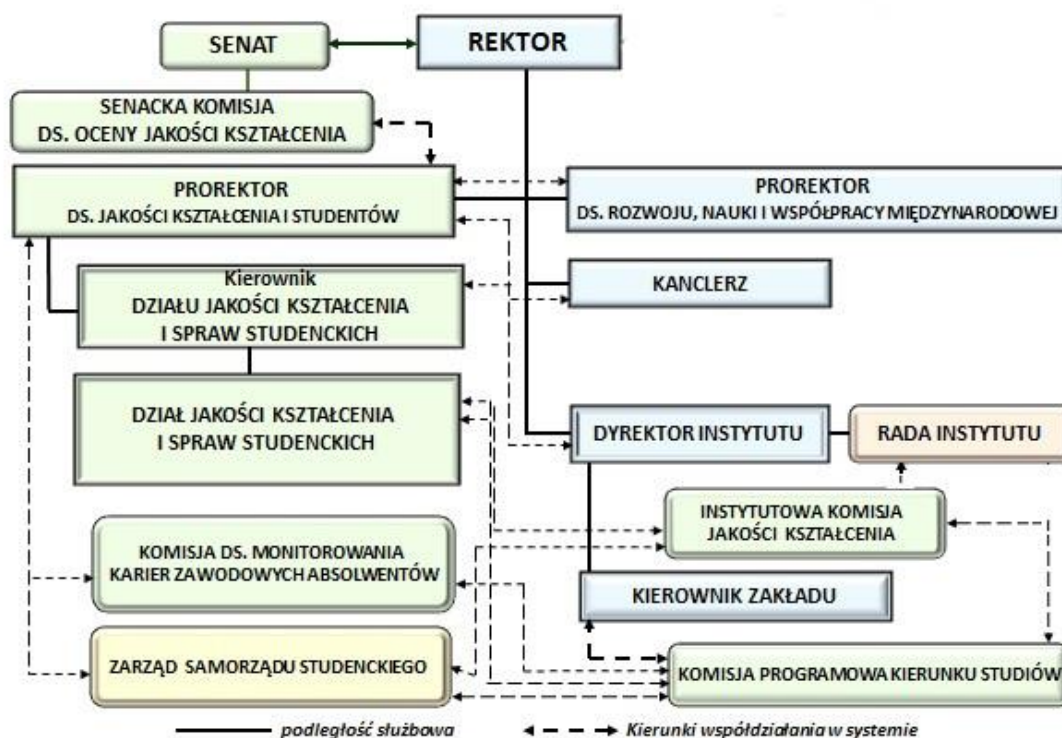 SENAT
REKTOR
SENACKA KOMISJA
DS. OCENY JAKOŚCI KSZTAŁCENIA
PROREKTOR
DS. JAKOŚCI KSZTAŁCENIA I STUDENTÓW
PROREKTOR
DS. ROZWOJU, NAUKI I WSPÓŁPRACY MIĘDZYNARODOWEJ
Kierownik
DZIAŁU JAKOŚCI KSZTAŁCENIA
I SPRAW STUDENCKICH
KANCLERZ
DZIAŁ JAKOŚCI KSZTAŁCENIA
I SPRAW STUDENCKICH
DYREKTOR INSTYTUTU
RADA INSTYTUTU
INSTYTUTOWA KOMISJA
JAKOŚCI KSZTAŁCENIA
KOMISJA DS. MONITOROWANIA
KARIER ZAWODOWYCH ABSOLWENTÓW
KIEROWNIK ZAKŁADU
ZARZĄD SAMORZĄDU STUDENCKIEGO
KOMISJA PROGRAMOWA KIERUNKU STUDIÓW
podległość służbowa
Kierunki współdziałania w systemie